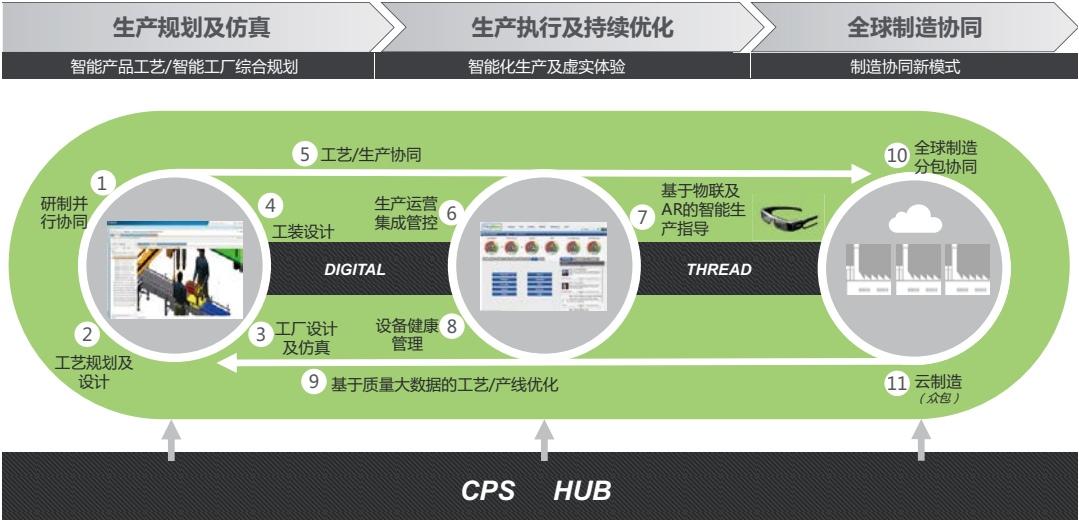 生产规划及仿真
生产执行及持续优化
全球制造协同
智能产品工艺/智能工厂综合规划
智能化生产及虚实体验
制造协同新模式
5 工艺/生产协同
10 全球制造
分包协同
1
研制并
行协同
4
工装设计
生产运营
集成管控
6
7 基于物联及
AR的智能生
产指导
DIGITAL
THREAD
2
工艺规划及
设计
3 工厂设计
及仿真
设备健康
管理
8
9 基于质量大数据的工艺/产线优化
11 云制造
（众包）
CPS HUB